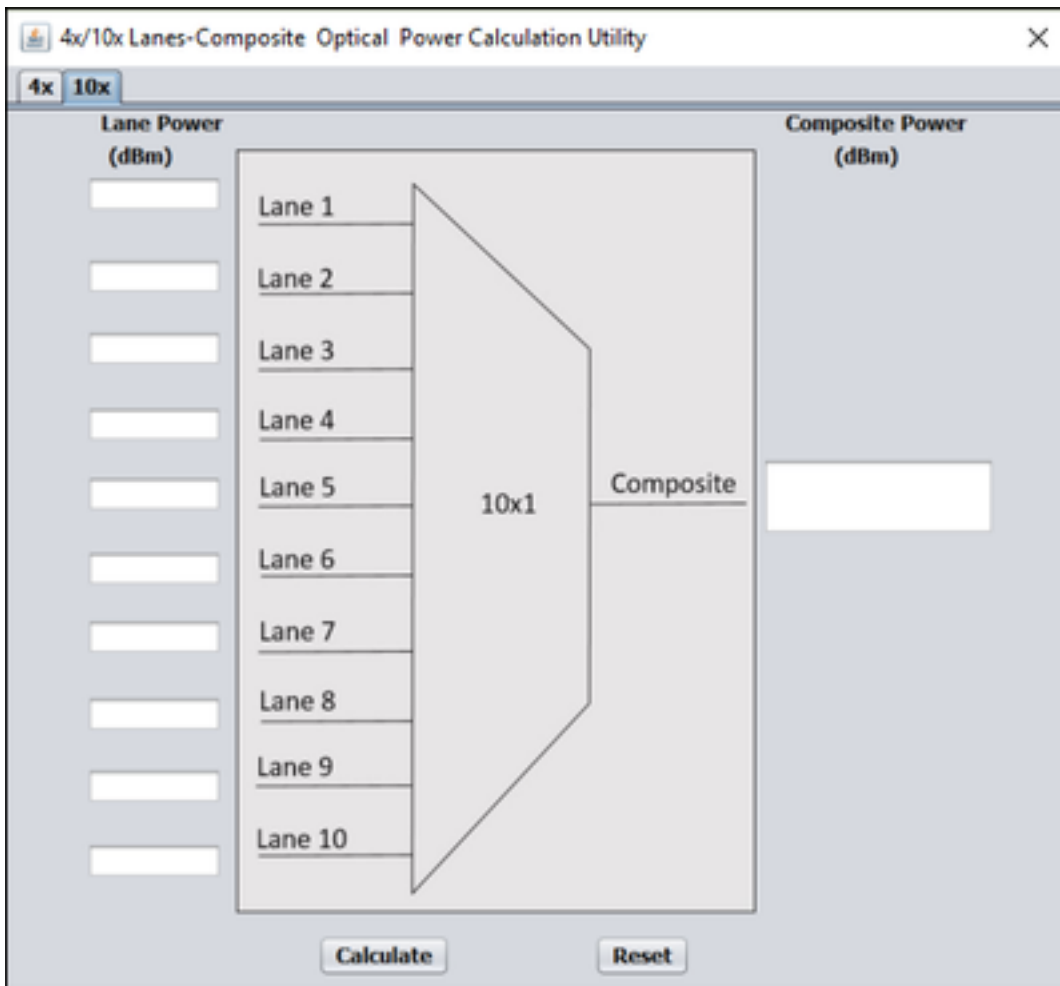 4x/10x Lanes-Composite Optical Power Calculation Utility
4x 10x
Lane Power
(dBm)
Composite Power
(dBm)
Lane 1
Lane 2
Lane 3
Lane 4
Lane 5
Lane 6
Lane 7
Lane 8
Lane 9
Lane 10
10x1
Composite
Calculate
Reset